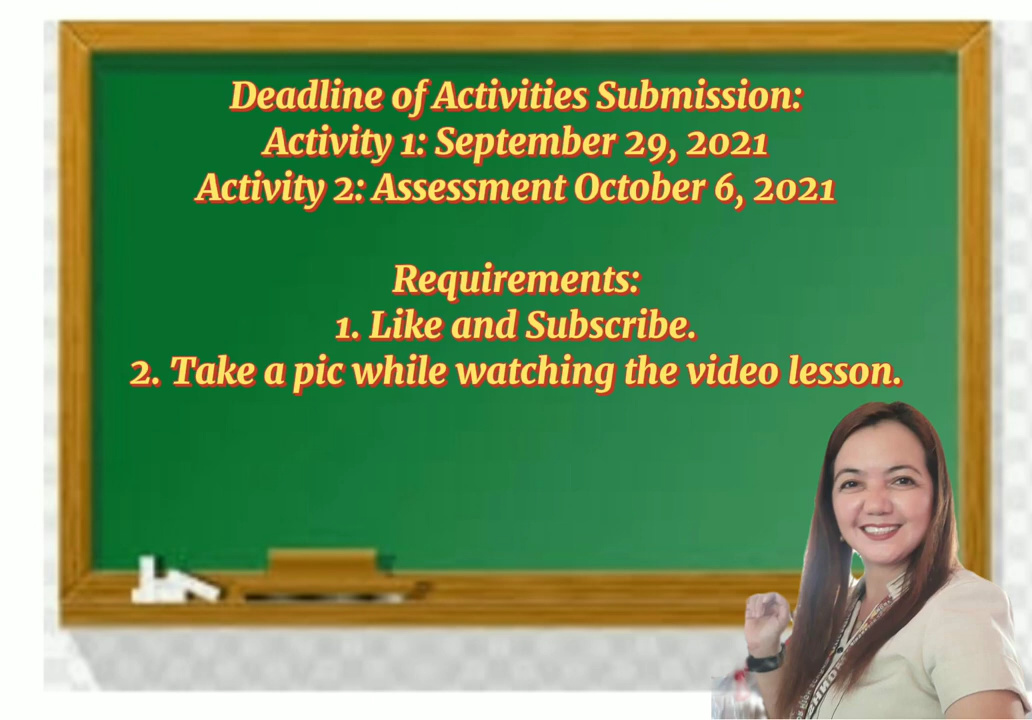 Deadline of Activities Submission:
Activity 1: September 29, 2021
Activity 2: Assessment October 6, 2021
Requirements:
1. Like and Subscribe.
2. Take a pic while watching the video lesson.